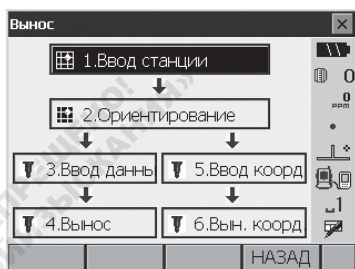 Вынос
1.Ввод станции
0
0
PPM
2.Ориентирование
3.Ввод данны
5.Ввод коорд
1
4.Вынос
6.Вын. коорд
НАЗАД